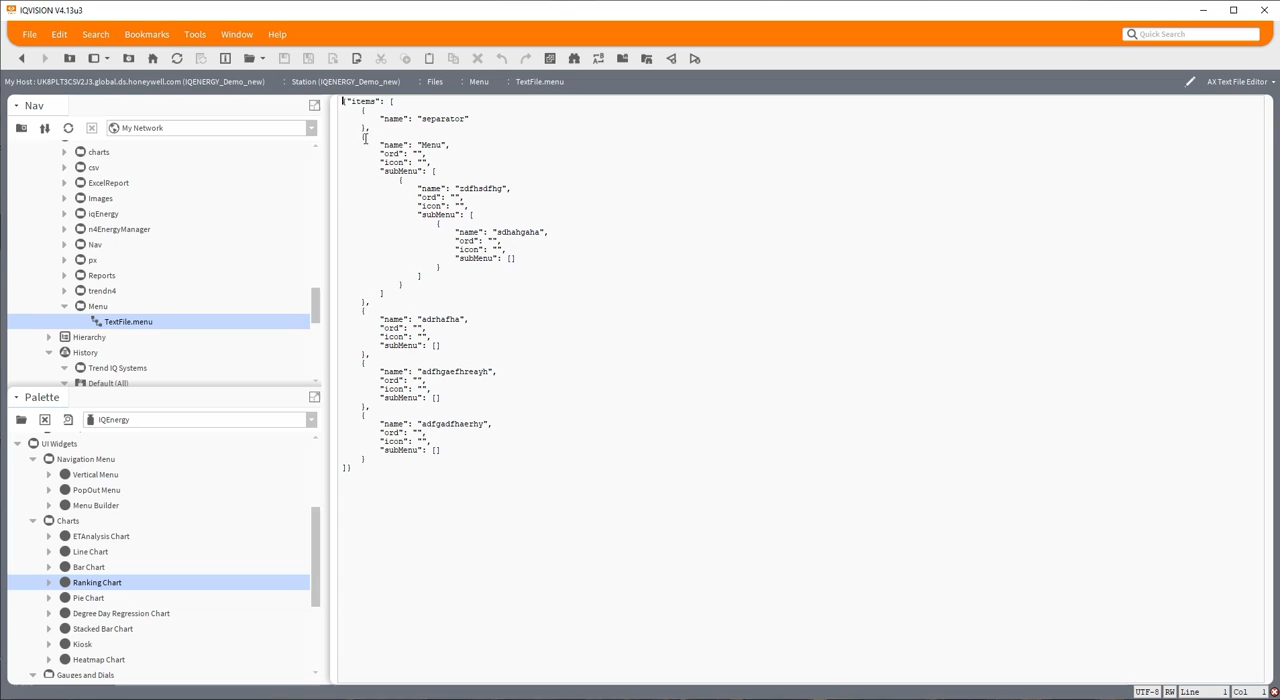 IQVISION V4.13u3
File Edit Search Bookmarks Tools Window Help
Quick Search
My Host : UK8PLT3CSV2J3.global.ds.honeywell.com (IQENERGY_Demo_new) : Station (IQENERGY_Demo_new) : Files Menu TextFile.menu AX Text File Editor
Nav
My Network
charts
csv
ExcelReport
Images
iqEnergy
n4EnergyManager
Nav
px
Reports
trendn4
Menu
TextFile.menu
Hierarchy
History
Trend IQ Systems
Default (All)
Palette
IQEnergy
UI Widgets
Navigation Menu
Vertical Menu
PopOut Menu
Menu Builder
Charts
ETAnalysis Chart
Line Chart
Bar Chart
Ranking Chart
Pie Chart
Degree Day Regression Chart
Stacked Bar Chart
Kiosk
Heatmap Chart
Gauges and Dials
{"items": [
{
"name": "separator"
},
{
"name": "Menu",
"ord": "",
"icon": "",
"subMenu": [
{
"name": "zdfhsdfhg",
"ord": "",
"icon": "",
"subMenu": [
{
"name": "sdhahgaha",
"ord": "",
"icon": "",
"subMenu": []
}
]
}
]
},
{
"name": "adrhafha",
"ord": "",
"icon": "",
"subMenu": []
},
{
"name": "adfhgaefhreayh",
"ord": "",
"icon": "",
"subMenu": []
},
{
"name": "adfgadfhaerhy",
"ord": "",
"icon": "",
"subMenu": []
}
]}
UTF-8 RW Line 1 Col 1